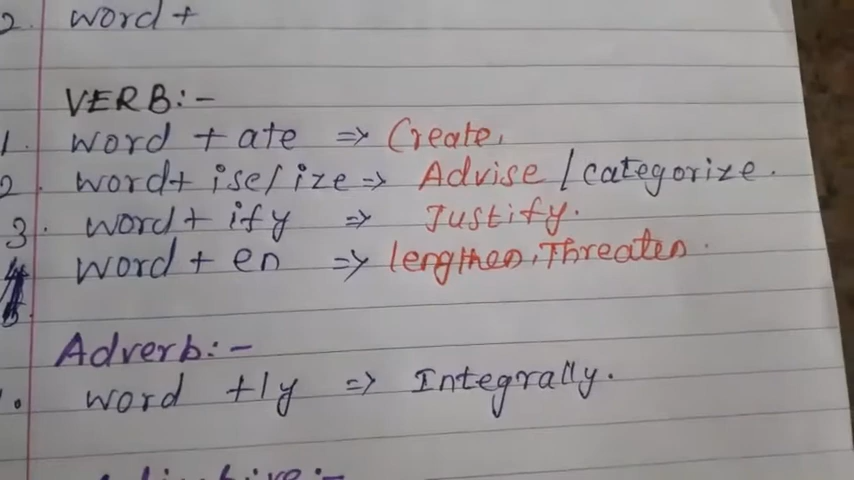 2. word +
VERB:-
1. word + ate => Create,
2. word+ ise/ize => Advise / categorize.
3. word + ify => Justify.
4 word + en => lengthen, Threaten.
5.
Adverb:-
1. word +ly => Integrally.